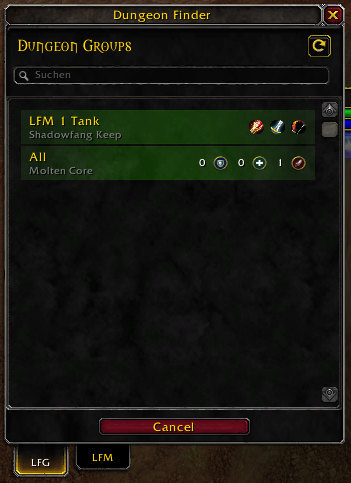 Dungeon Finder
Dungeon Groups
Suchen
LFM 1 Tank
Shadowfang Keep
All
Molten Core
0 0 1
Cancel
LFG
LFM